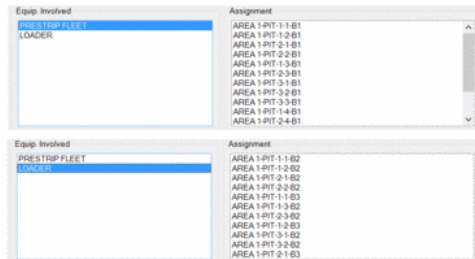 Equip. Involved
Assignment
PRESTRIP FLEET
LOADER
AREA 1-PIT-1-1-B1
AREA 1-PIT-1-2-B1
AREA 1-PIT-2-1-B1
AREA 1-PIT-2-2-B1
AREA 1-PIT-1-3-B1
AREA 1-PIT-2-3-B1
AREA 1-PIT-3-1-B1
AREA 1-PIT-3-2-B1
AREA 1-PIT-3-3-B1
AREA 1-PIT-1-4-B1
AREA 1-PIT-2-4-B1
Equip. Involved
Assignment
PRESTRIP FLEET
LOADER
AREA 1-PIT-1-1-B2
AREA 1-PIT-1-2-B2
AREA 1-PIT-2-1-B2
AREA 1-PIT-2-2-B2
AREA 1-PIT-1-1-B3
AREA 1-PIT-1-3-B2
AREA 1-PIT-2-3-B2
AREA 1-PIT-1-2-B3
AREA 1-PIT-3-1-B2
AREA 1-PIT-3-2-B2
AREA 1-PIT-2-1-B3